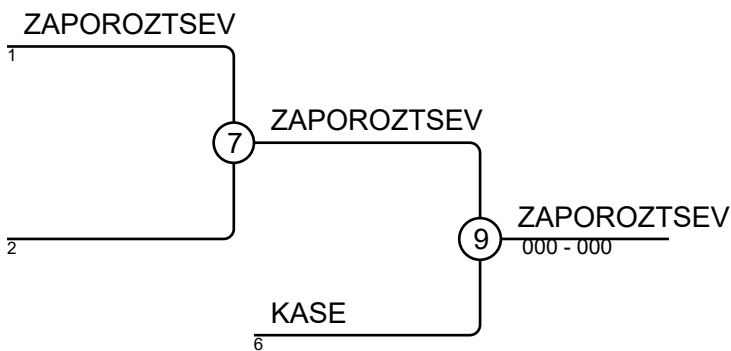 ZAPOROZTSEV
1
ZAPOROZTSEV
7
ZAPOROZTSEV
2
9
000 - 000
KASE
6